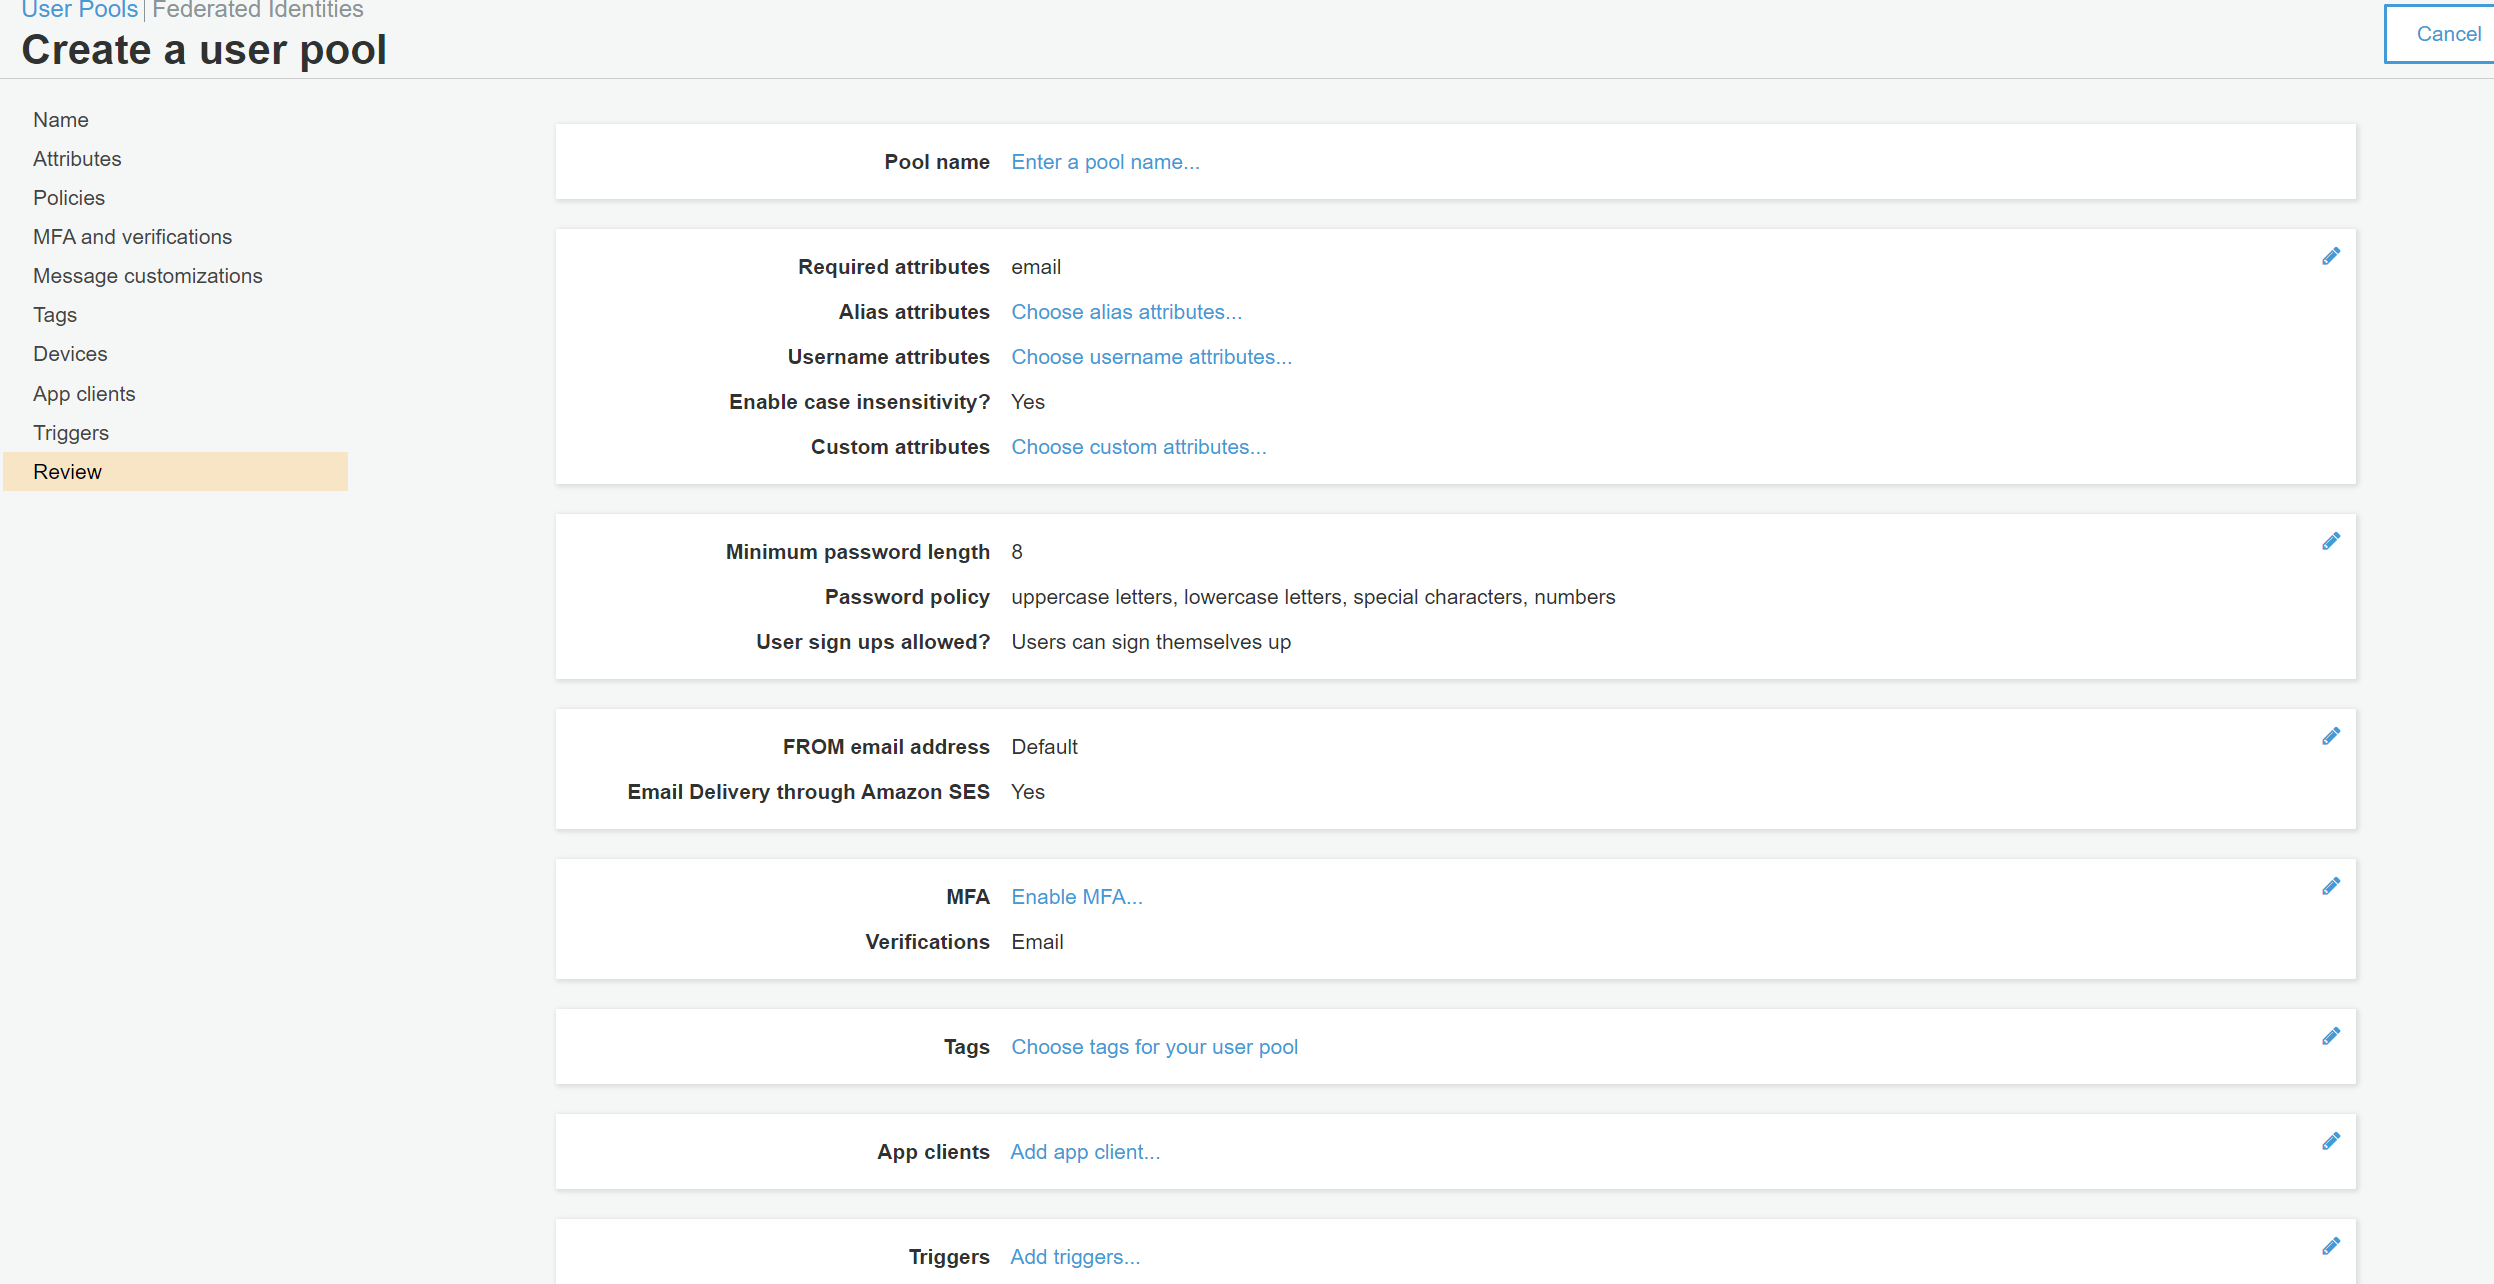 User Pools | Federated Identities
Create a user pool
Cancel
Name
Attributes
Policies
MFA and verifications
Message customizations
Tags
Devices
App clients
Triggers
Review
Pool name Enter a pool name...
Required attributes email
Alias attributes Choose alias attributes...
Username attributes Choose username attributes...
Enable case insensitivity? Yes
Custom attributes Choose custom attributes...
Minimum password length 8
Password policy uppercase letters, lowercase letters, special characters, numbers
User sign ups allowed? Users can sign themselves up
FROM email address Default
Email Delivery through Amazon SES Yes
MFA Enable MFA...
Verifications Email
Tags Choose tags for your user pool
App clients Add app client...
Triggers Add triggers...